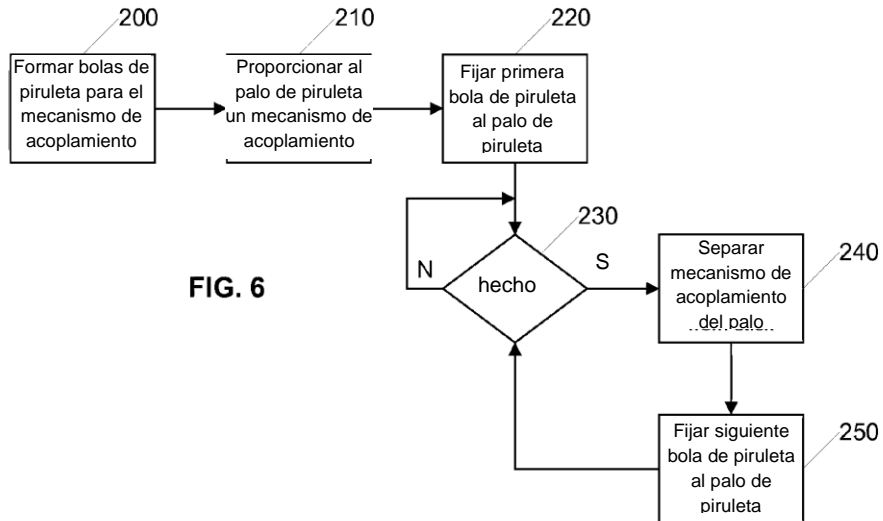 200
Formar bolas de
piruleta para el
mecanismo de
acoplamiento
210
Proporcionar al
palo de piruleta
un mecanismo de
acoplamiento
220
Fijar primera
bola de piruleta
al palo de
piruleta
230
N
hecho
S
FIG. 6
Separar
mecanismo de
acoplamiento
del palo
240
Fijar siguiente
bola de piruleta
al palo de
piruleta
250